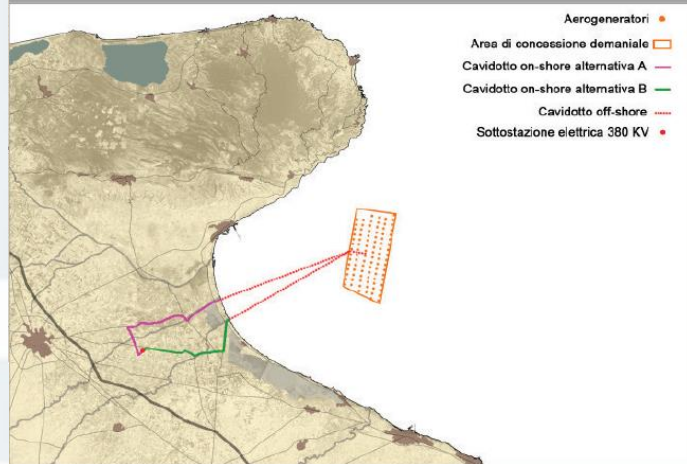 Aerogeneratori
Area di concessione demaniale
Cavidotto on-shore alternativa A
Cavidotto on-shore alternativa B
Cavidotto off-shore
Sottostazione elettrica 380 KV